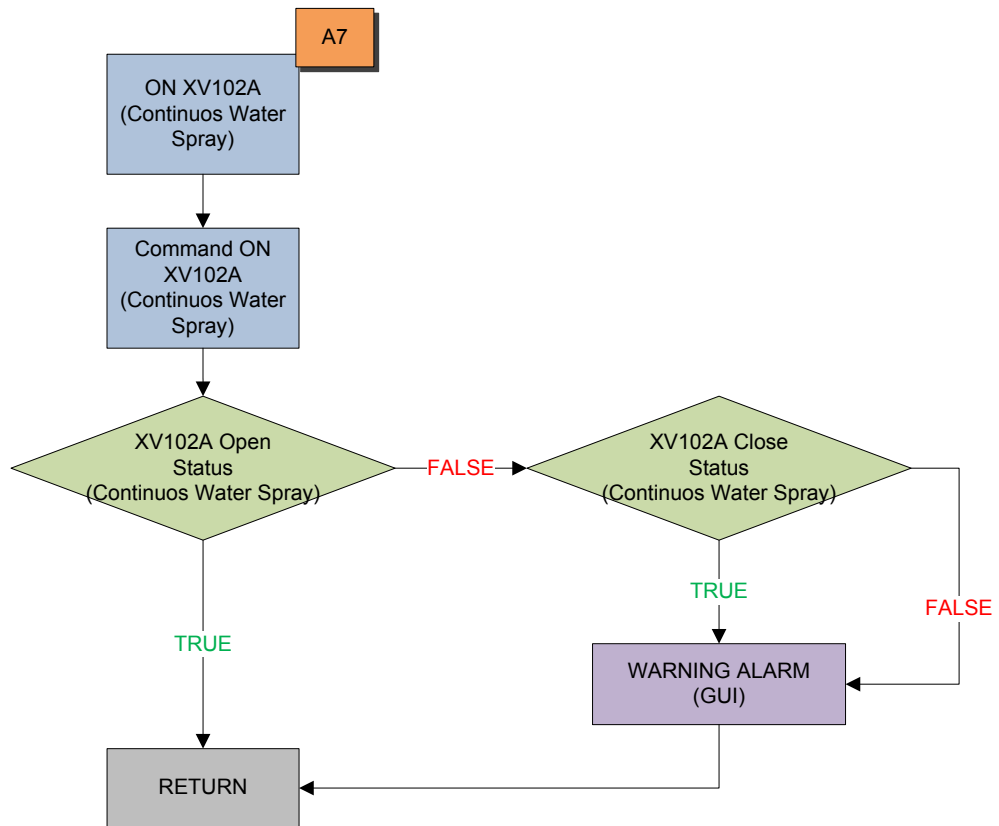 A7
ON XV102A
(Continuos Water
Spray)
Command ON
XV102A
(Continuos Water
Spray)
XV102A Open
Status
(Continuos Water Spray)
FALSE
XV102A Close
Status
(Continuos Water Spray)
TRUE
FALSE
TRUE
WARNING ALARM
(GUI)
RETURN